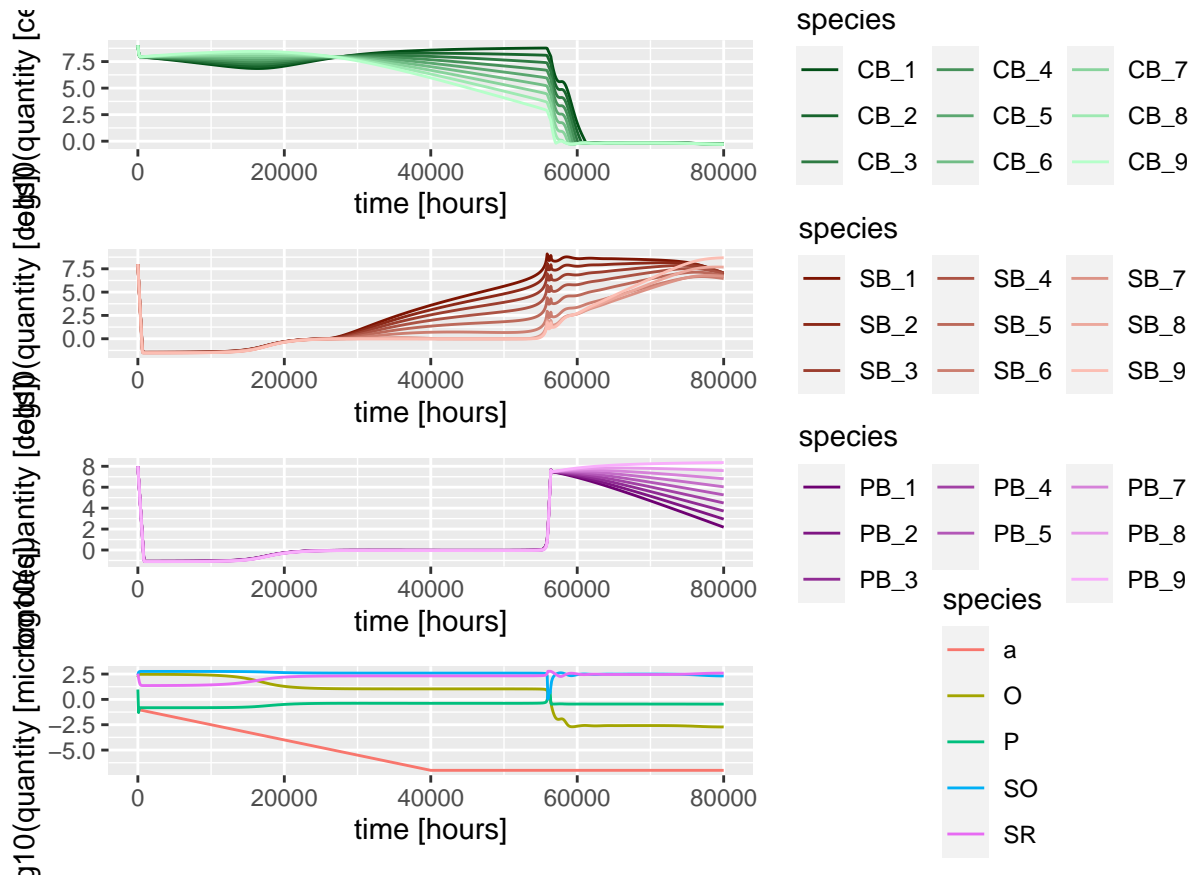 species
7.5
5.0
2.5
0.0
CB_1 CB_4 CB_7
CB_2 CB_5 CB_8
CB_3 CB_6 CB_9
0 20000 40000 60000 80000
time [hours]
species
7.5
5.0
2.5
0.0
SB_1 SB_4 SB_7
SB_2 SB_5 SB_8
SB_3 SB_6 SB_9
0 20000 40000 60000 80000
time [hours]
species
8
6
4
2
0
PB_1 PB_4 PB_7
PB_2 PB_5 PB_8
PB_3 PB_9
0 20000 40000 60000 80000
time [hours]
species
2.5
0.0
−2.5
−5.0
a
O
P
SO
SR
0 20000 40000 60000 80000
time [hours]
(quantity
(quantity
g10(quantity